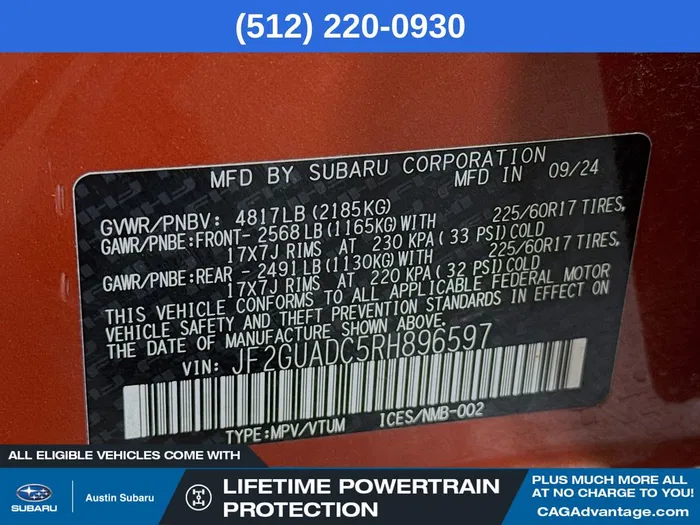 (512) 220-0930
MFD BY SUBARU CORPORATION
MFD IN 09/24
GVWR/PNBV: 4817LB(2185KG)
GAWR/PNBE:FRONT- 2568LB(1165KG)WITH 225/60R17 TIRES,
17X7J RIMS AT 230 KPA(33 PSI)COLD
GAWR/PNBE:REAR - 2491LB(1130KG)WITH 225/60R17 TIRES,
17X7J RIMS AT 220 KPA(32 PSI)COLD
THIS VEHICLE CONFORMS TO ALL APPLICABLE FEDERAL MOTOR
VEHICLE SAFETY AND THEFT PREVENTION STANDARDS IN EFFECT ON
THE DATE OF MANUFACTURE SHOWN ABOVE.
VIN: JF2GUADC5RH896597
TYPE:MPV/VTUM ICES/NMB-002
ALL ELIGIBLE VEHICLES COME WITH
SUBARU
Austin Subaru
LIFETIME POWERTRAIN
PROTECTION
PLUS MUCH MORE ALL
AT NO CHARGE TO YOU!
CAGAdvantage.com